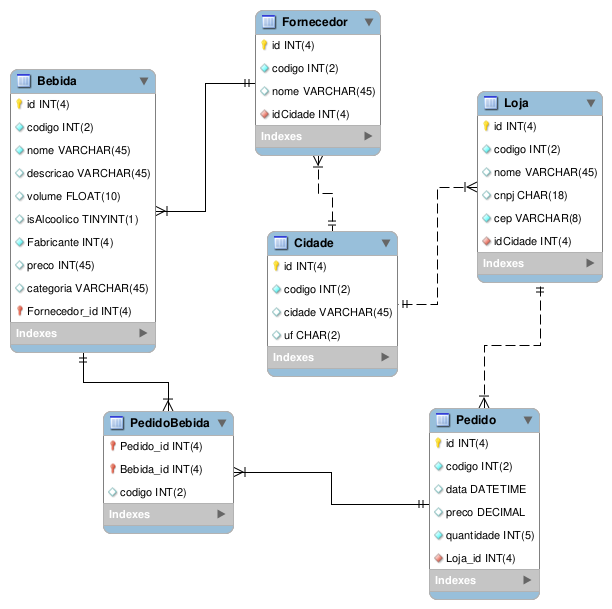 Fornecedor
id INT(4)
codigo INT(2)
nome VARCHAR(45)
idCidade INT(4)
Indexes
Bebida
id INT(4)
codigo INT(2)
nome VARCHAR(45)
descricao VARCHAR(45)
volume FLOAT(10)
isAlcoolico TINYINT(1)
Fabricante INT(4)
preco INT(45)
categoria VARCHAR(45)
Fornecedor_id INT(4)
Indexes
Loja
id INT(4)
codigo INT(2)
nome VARCHAR(45)
cnpj CHAR(18)
cep VARCHAR(8)
idCidade INT(4)
Indexes
Cidade
id INT(4)
codigo INT(2)
cidade VARCHAR(45)
uf CHAR(2)
Indexes
PedidoBebida
Pedido_id INT(4)
Bebida_id INT(4)
codigo INT(2)
Indexes
Pedido
id INT(4)
codigo INT(2)
data DATETIME
preco DECIMAL
quantidade INT(5)
Loja_id INT(4)
Indexes